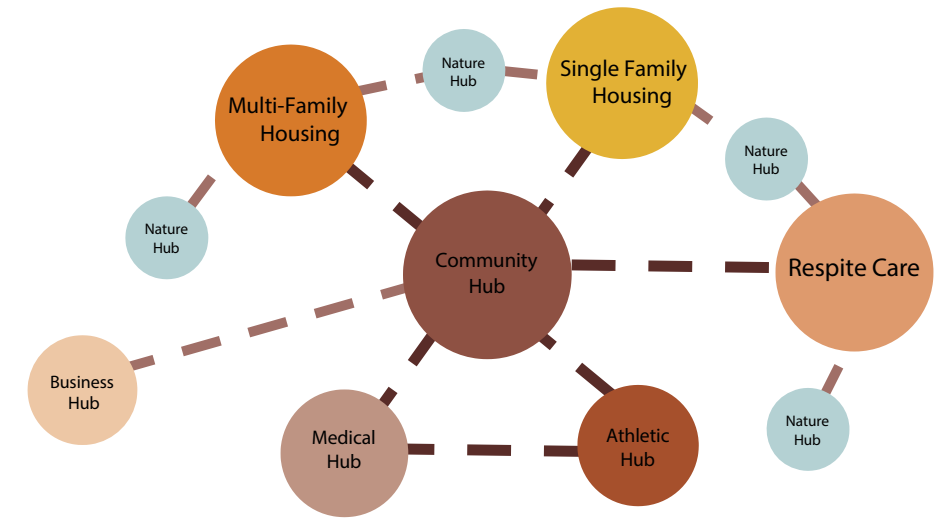 Nature
Hub
Single Family
Housing
Multi-Family
Housing
Nature
Hub
Nature
Hub
Community
Hub
Respite Care
Business
Hub
Nature
Hub
Medical
Hub
Athletic
Hub